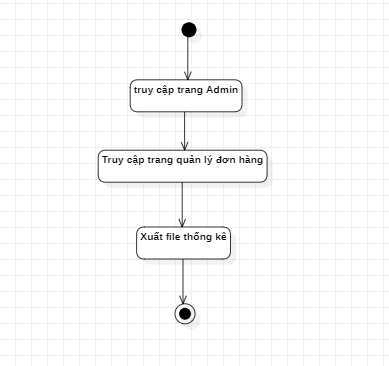 truy cập trang Admin
Truy cập trang quản lý đơn hàng
Xuất file thống kê